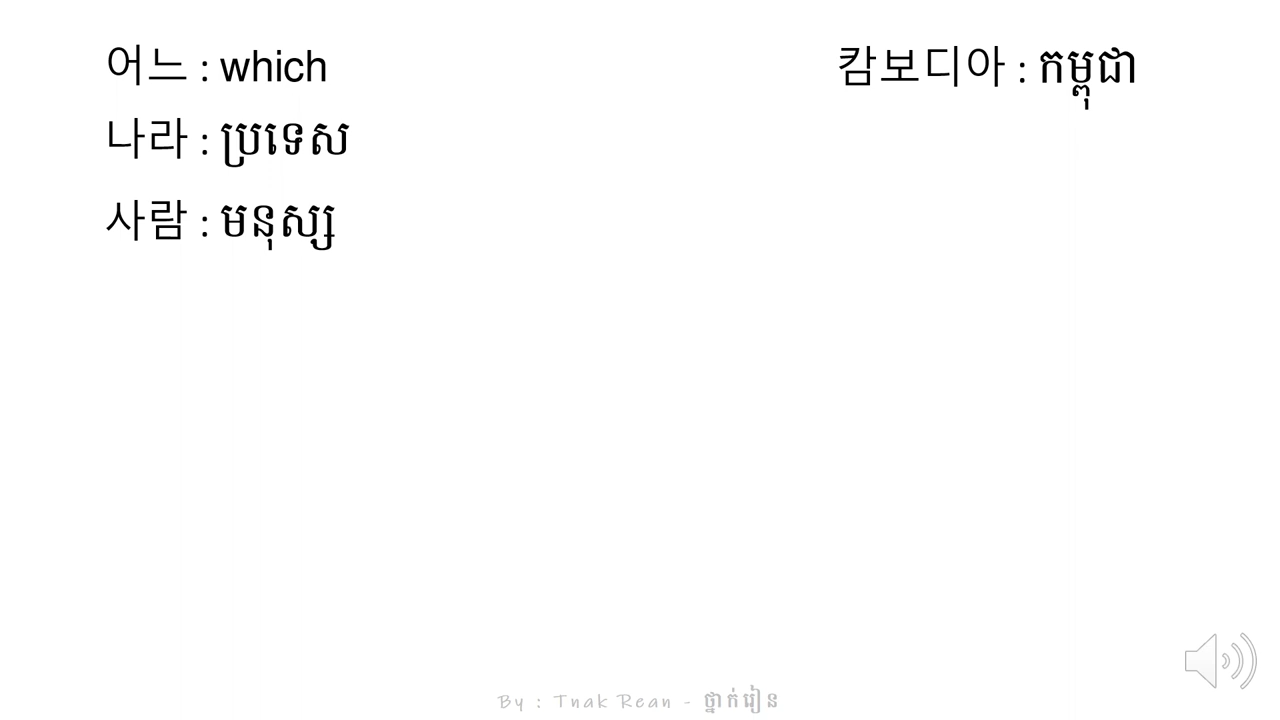 어느 : which
나라 : ប្រទេស
사람 : មនុស្ស
캄보디아 : កម្ពុជា
By : Tnak Rean - ថ្នាក់រៀន